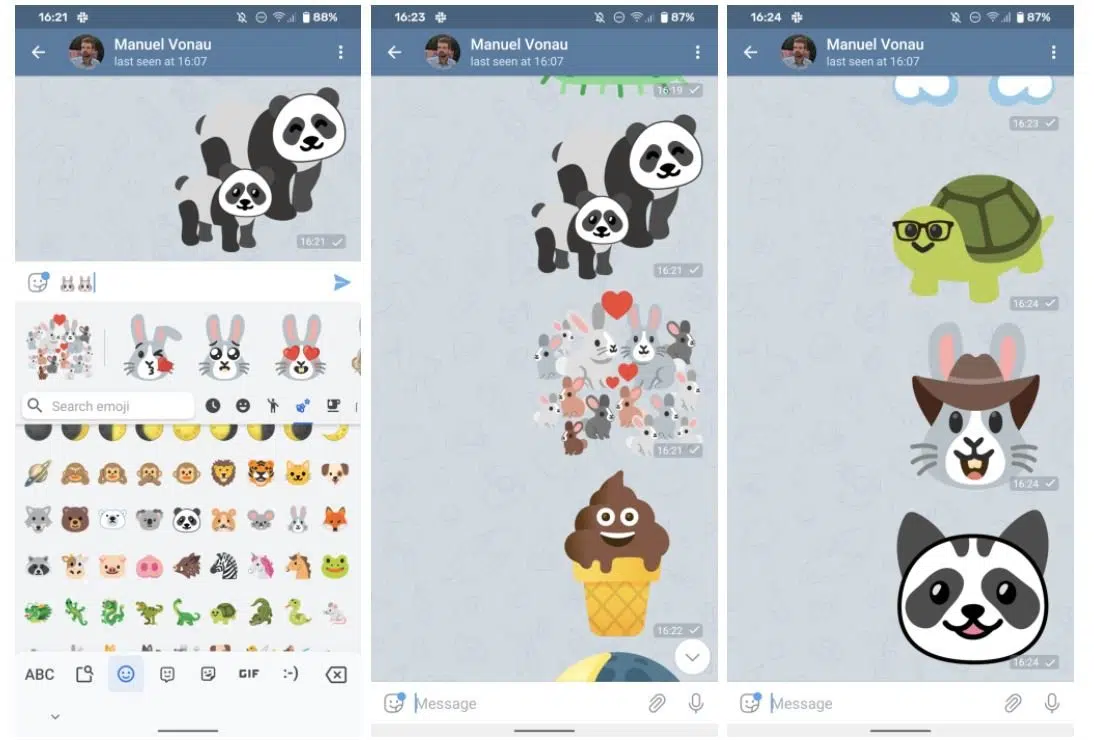 16:21
88%
Manuel Vonau
last seen at 16:07
16:21
Search emoji
ABC
GIF
:-)
16:23
87%
Manuel Vonau
last seen at 16:07
16:19
16:21
16:21
16:22
Message
16:24
87%
Manuel Vonau
last seen at 16:07
16:23
16:24
16:24
16:24
Message